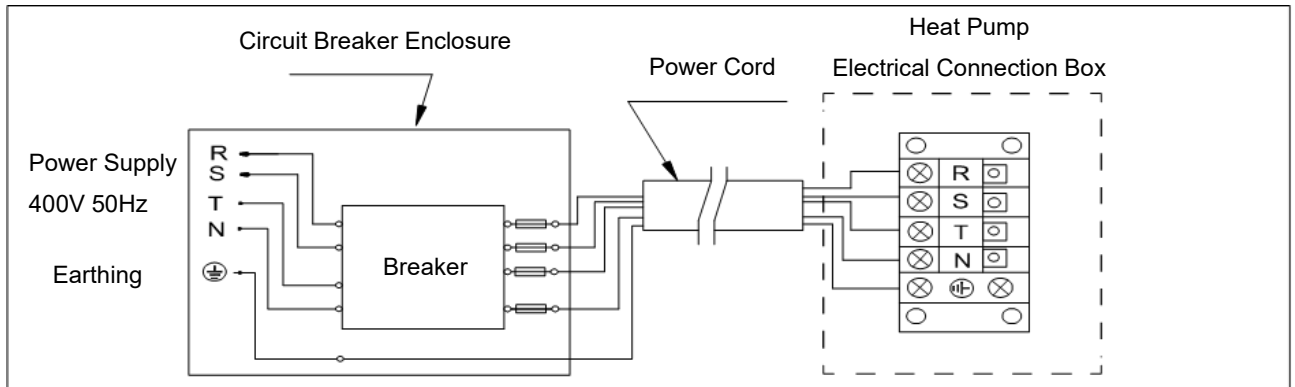 Circuit Breaker Enclosure
Power Cord
Heat Pump
Electrical Connection Box
Power Supply
400V 50Hz
Earthing
R
S
T
N
Breaker
R
S
T
N